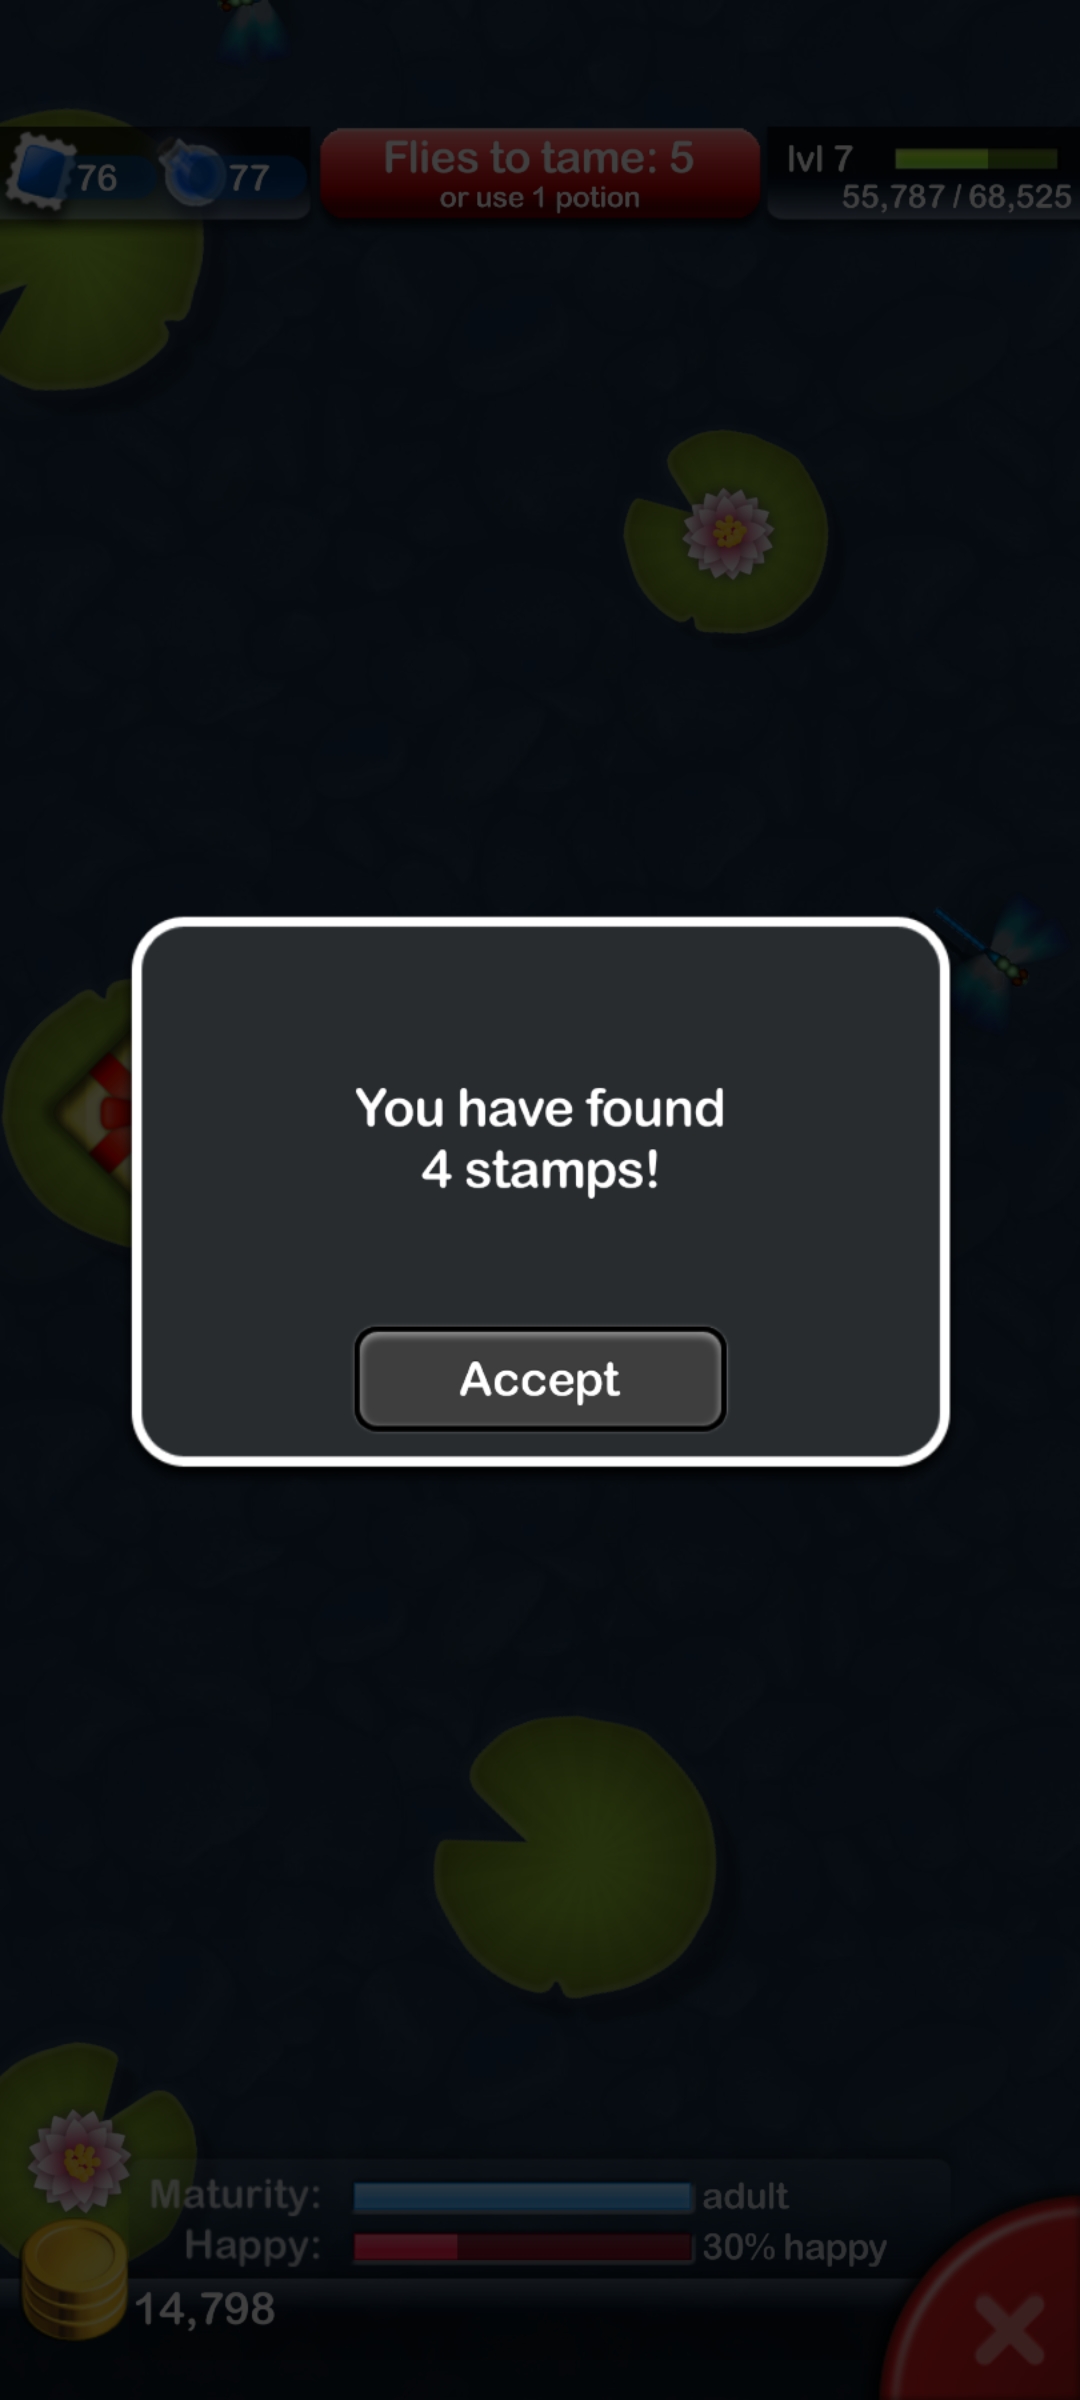 76
77
Flies to tame: 5
or use 1 potion
lvl 7
55,787 / 68,525
You have found
4 stamps!
Accept
Maturity:
adult
Happy:
30% happy
14,798